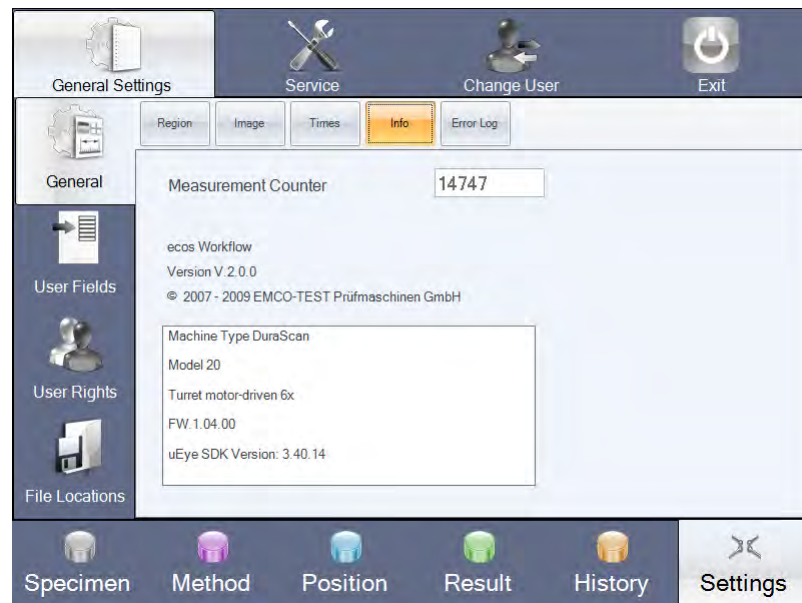 General Settings
Service
Change User
Exit
General
User Fields
User Rights
File Locations
Region
Image
Times
Info
Error Log
Measurement Counter
14747
ecos Workflow
Version V.2.0.0
© 2007 - 2009 EMCO-TEST Prüfmaschinen GmbH
Machine Type DuraScan
Model 20
Turret motor-driven 6x
FW.1.04.00
uEye SDK Version: 3.40.14
Specimen
Method
Position
Result
History
Settings